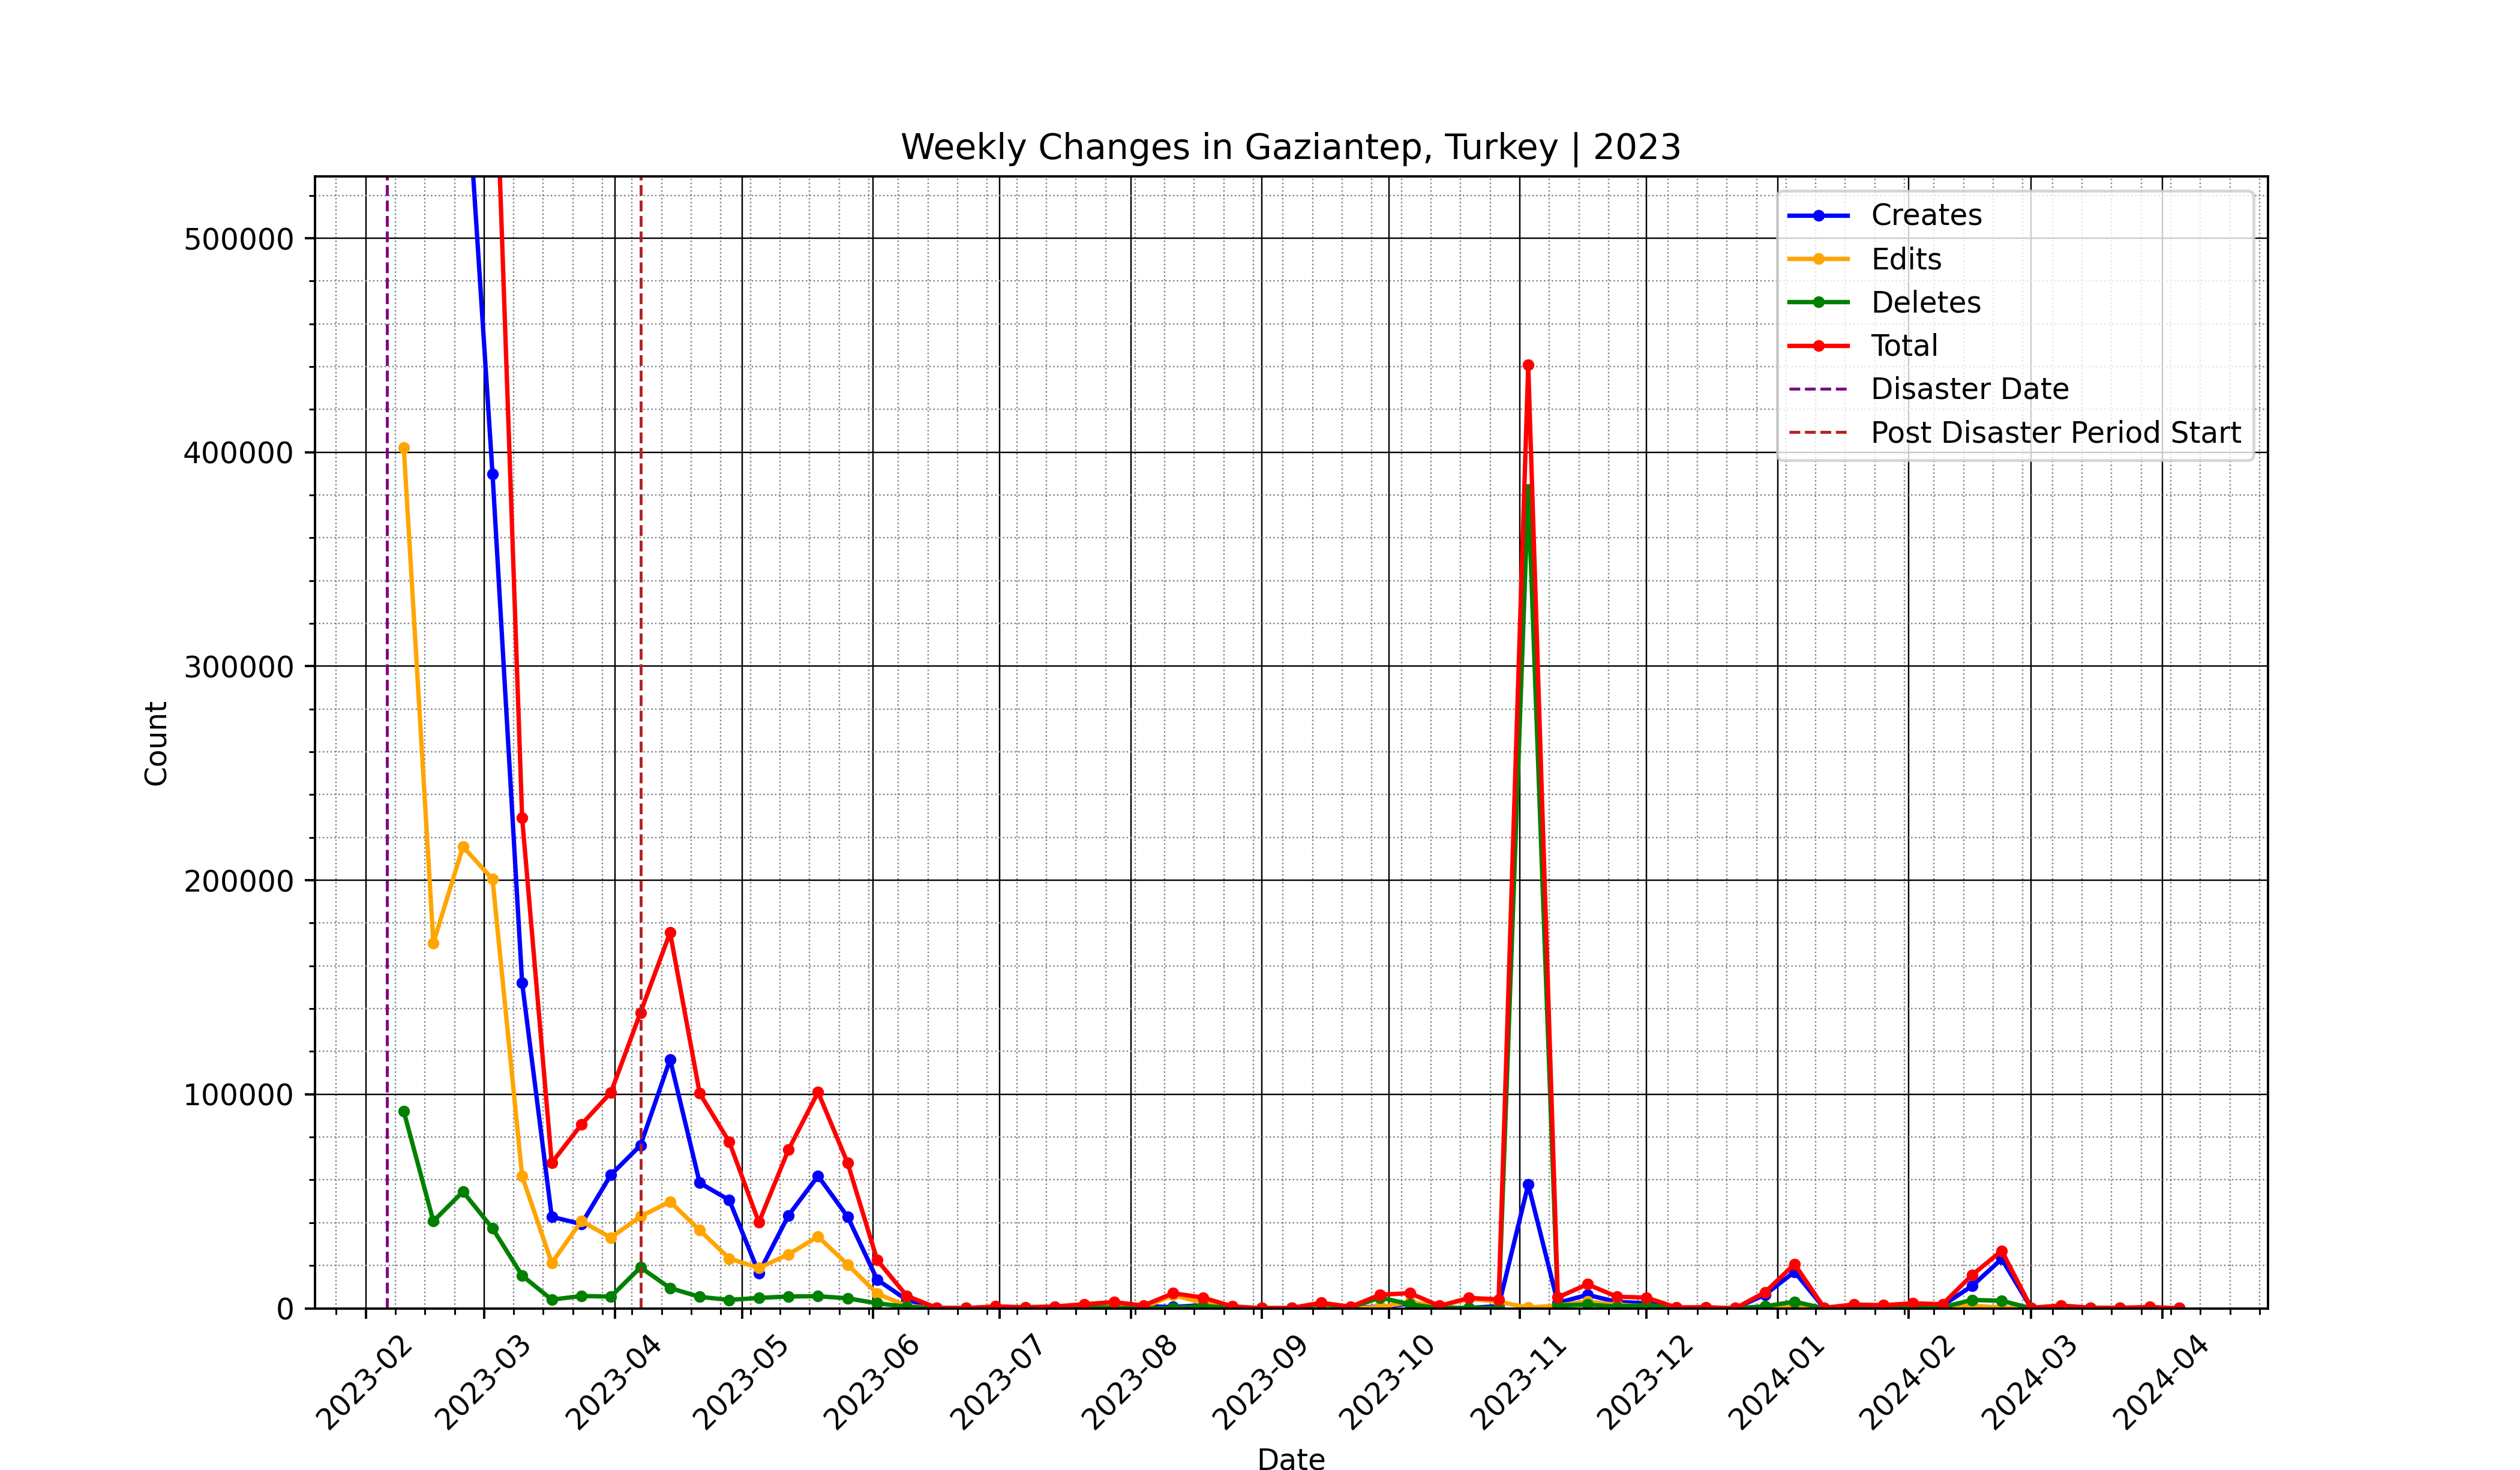 Weekly Changes in Gaziantep, Turkey | 2023
Creates
Edits
Deletes
Total
Disaster Date
Post Disaster Period Start
500000
400000
300000
200000
100000
0
Count
2023-02
2023-03
2023-04
2023-05
2023-06
2023-07
2023-08
2023-09
2023-10
2023-11
2023-12
2024-01
2024-02
2024-03
2024-04
Date